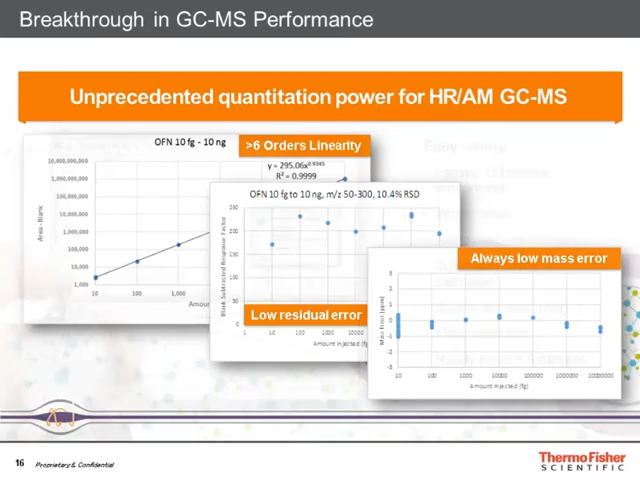 Breakthrough in GC-MS Performance
Unprecedented quantitation power for HR/AM GC-MS
OFN 10 fg - 10 ng
>6 Orders Linearity
y = 295.06x^0.9345
R² = 0.9999
Area - Blank
10,000,000,000
1,000,000,000
100,000,000
10,000,000
1,000,000
100,000
10,000
1,000
10 100 1,000
Amoun
OFN 10 fg to 10 ng, m/z 50-300, 10.4% RSD
Blank Subtracted Response Factor
250
200
150
100
50
0
Low residual error
1 10 100 1000 10000
Amount Injected (fg
Always low mass error
Mass Error (ppm)
3
2
1
0
-1
-2
-3
10 100 1000 10000 100000 1000000 10000000
Amount Injected (fg)
16 Proprietary & Confidential
ThermoFisher
SCIENTIFIC